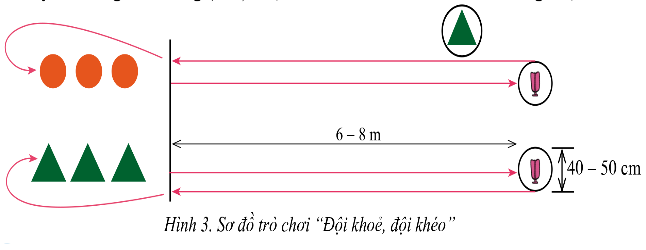 6 – 8 m
40 – 50 cm
Hình 3. Sơ đồ trò chơi “Đội khoẻ, đội khéo”